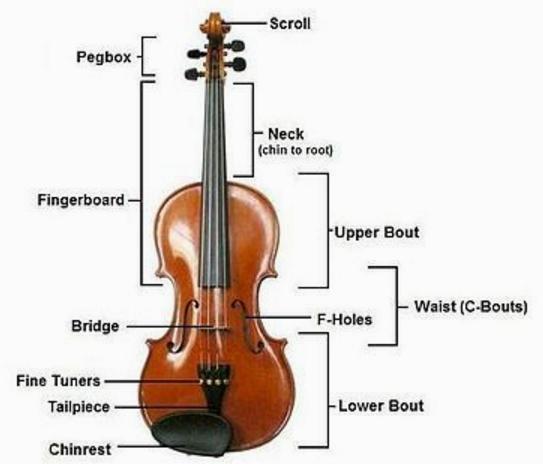 Scroll
Pegbox
Neck
(chin to root)
Fingerboard
Upper Bout
Waist (C-Bouts)
F-Holes
Bridge
Fine Tuners
Tailpiece
Lower Bout
Chinrest